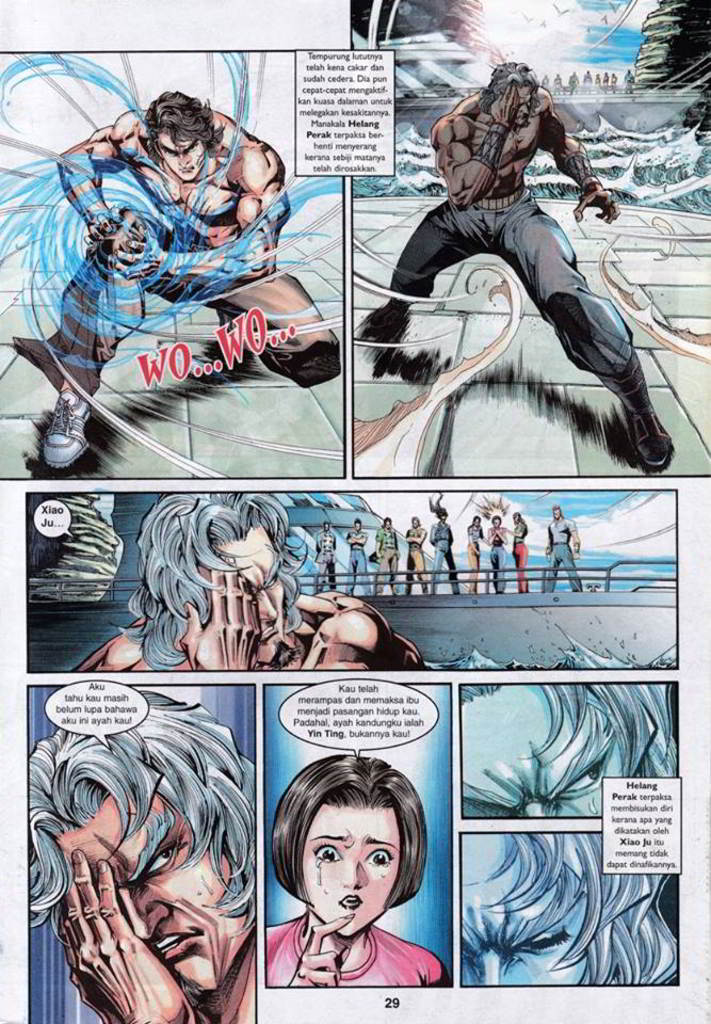 Tempurung lututnya
telah kena cakar dan
sudah cedera. Dia pun
cepat-cepat mengaktif-
kan kuasa dalaman untuk
melegakan kesakitannya.
Manakala Helang
Perak terpaksa ber-
henti menyerang
kerana sebiji matanya
telah dirosakkan.
WO...WO...
Xiao
Ju...
Aku
tahu kau masih
belum lupa bahawa
aku ini ayah kau!
Kau telah
merampas dan memaksa ibu
menjadi pasangan hidup kau.
Padahal, ayah kandungku ialah
Yin Ting, bukannya kau!
Helang
Perak terpaksa
membisukan diri
kerana apa yang
dikatakan oleh
Xiao Ju itu
memang tidak
dapat dinafikannya.
29